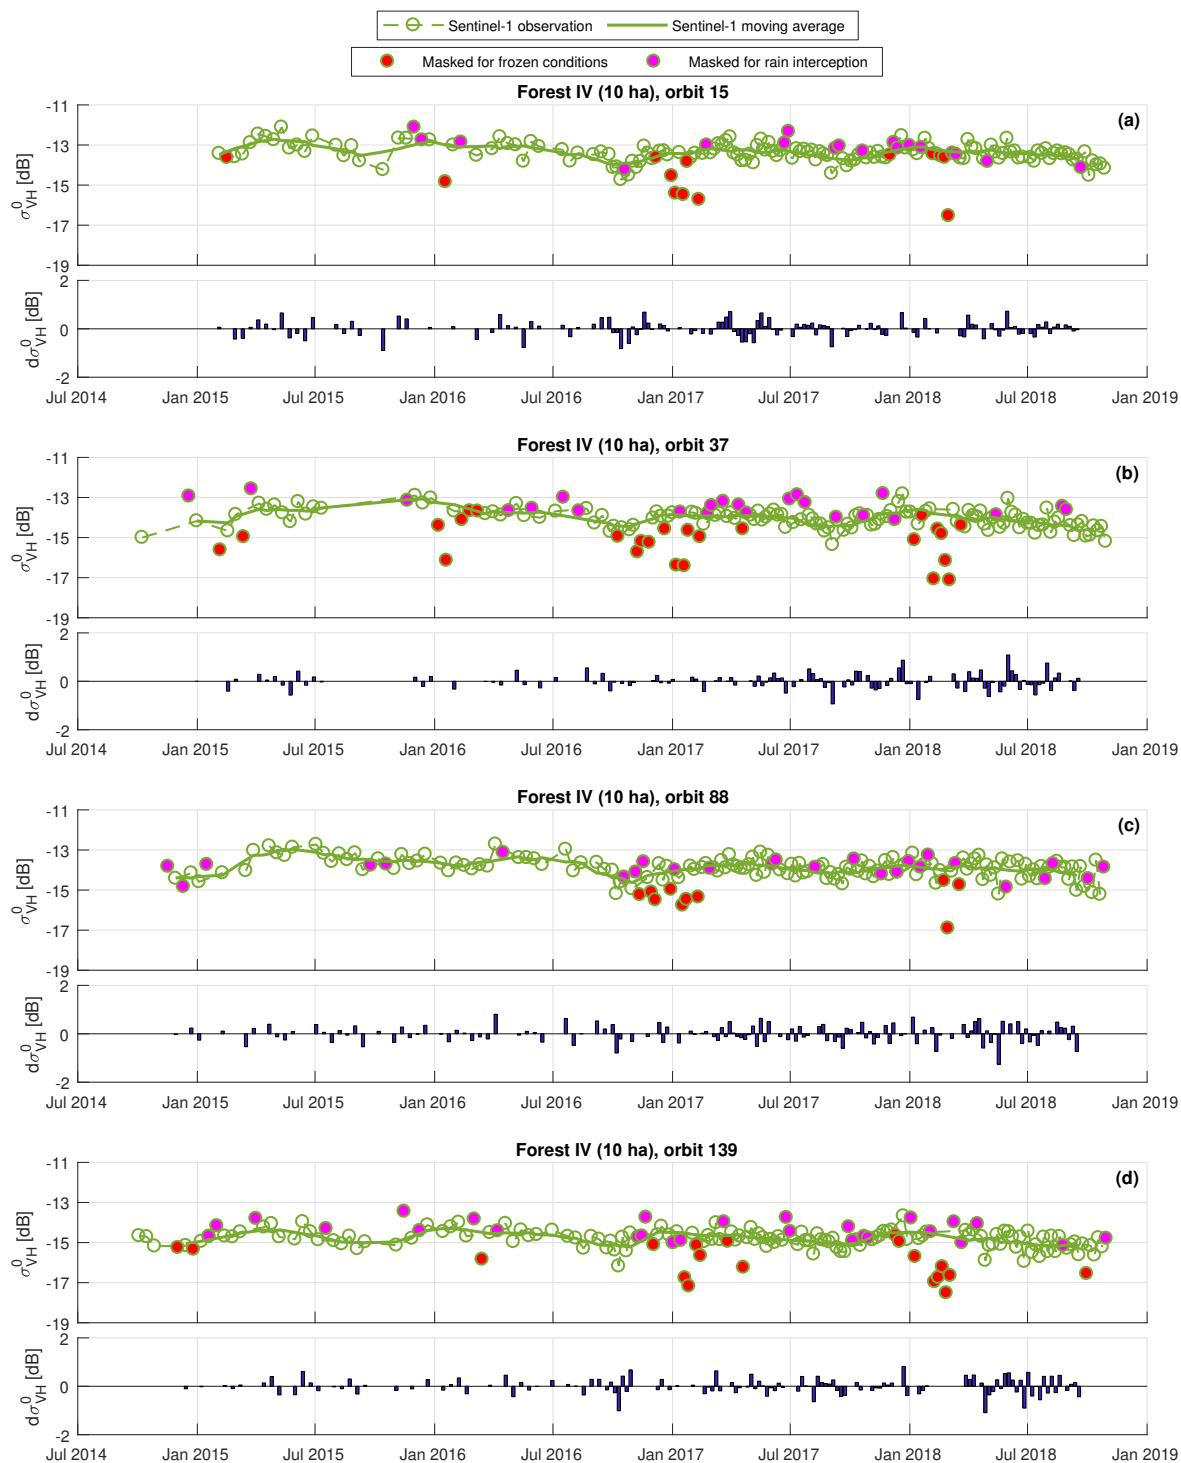 Sentinel-1 observation Sentinel-1 moving average
Masked for frozen conditions Masked for rain interception
Forest IV (10 ha), orbit 15
(a)
-11
-13
-15
-17
-19
σ⁰VH [dB]
2
0
-2
dσ⁰VH [dB]
Jul 2014 Jan 2015 Jul 2015 Jan 2016 Jul 2016 Jan 2017 Jul 2017 Jan 2018 Jul 2018 Jan 2019
Forest IV (10 ha), orbit 37
(b)
-11
-13
-15
-17
-19
σ⁰VH [dB]
2
0
-2
dσ⁰VH [dB]
Jul 2014 Jan 2015 Jul 2015 Jan 2016 Jul 2016 Jan 2017 Jul 2017 Jan 2018 Jul 2018 Jan 2019
Forest IV (10 ha), orbit 88
(c)
-11
-13
-15
-17
-19
σ⁰VH [dB]
2
0
-2
dσ⁰VH [dB]
Jul 2014 Jan 2015 Jul 2015 Jan 2016 Jul 2016 Jan 2017 Jul 2017 Jan 2018 Jul 2018 Jan 2019
Forest IV (10 ha), orbit 139
(d)
-11
-13
-15
-17
-19
σ⁰VH [dB]
2
0
-2
dσ⁰VH [dB]
Jul 2014 Jan 2015 Jul 2015 Jan 2016 Jul 2016 Jan 2017 Jul 2017 Jan 2018 Jul 2018 Jan 2019